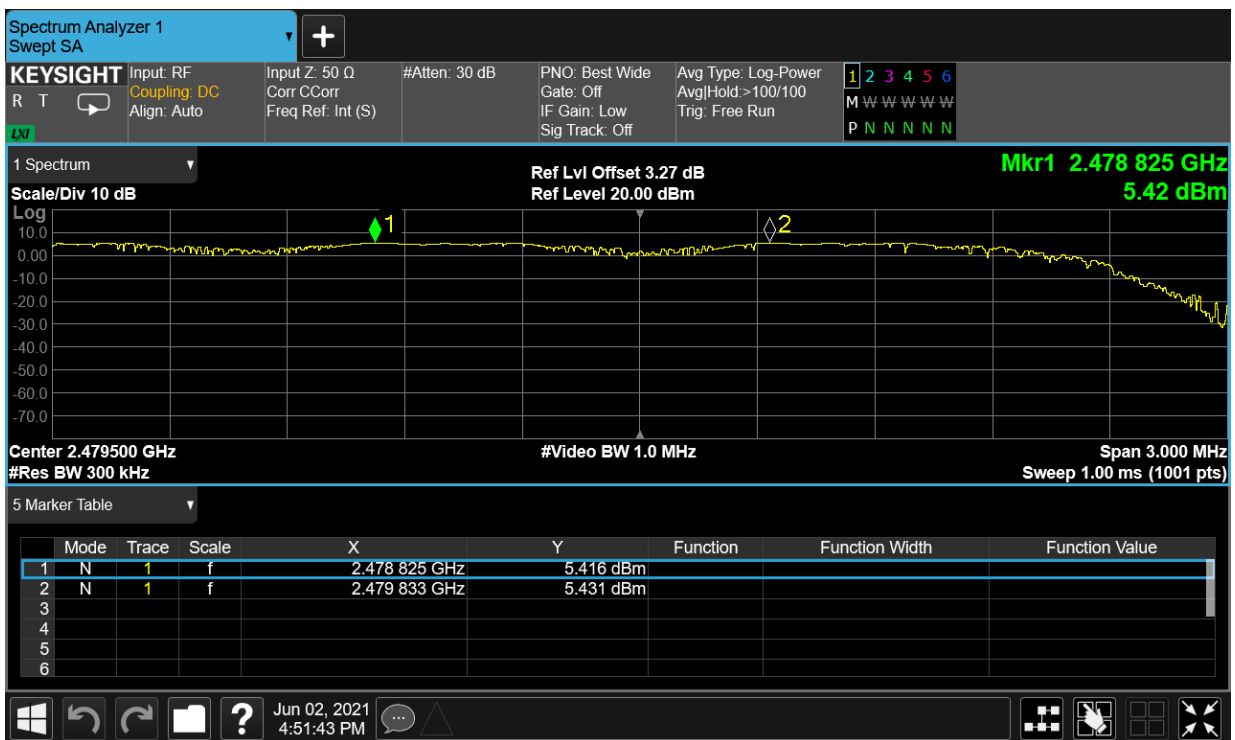 Spectrum Analyzer 1
Swept SA
+
KEYSIGHT
R T
LXI
Input: RF
Coupling: DC
Align: Auto
Input Z: 50 Ω
Corr CCorr
Freq Ref: Int (S)
#Atten: 30 dB
PNO: Best Wide
Gate: Off
IF Gain: Low
Sig Track: Off
Avg Type: Log-Power
Avg|Hold:>100/100
Trig: Free Run
1 2 3 4 5 6
M W W W W W
P N N N N N
1 Spectrum
Scale/Div 10 dB
Ref Lvl Offset 3.27 dB
Ref Level 20.00 dBm
Mkr1 2.478 825 GHz
5.42 dBm
Log
10.0
0.00
-10.0
-20.0
-30.0
-40.0
-50.0
-60.0
-70.0
1
2
Center 2.479500 GHz
#Video BW 1.0 MHz
Span 3.000 MHz
#Res BW 300 kHz
Sweep 1.00 ms (1001 pts)
5 Marker Table
Mode Trace Scale X Y Function Function Width Function Value
1 N 1 f 2.478 825 GHz 5.416 dBm
2 N 1 f 2.479 833 GHz 5.431 dBm
3
4
5
6
?
Jun 02, 2021
4:51:43 PM